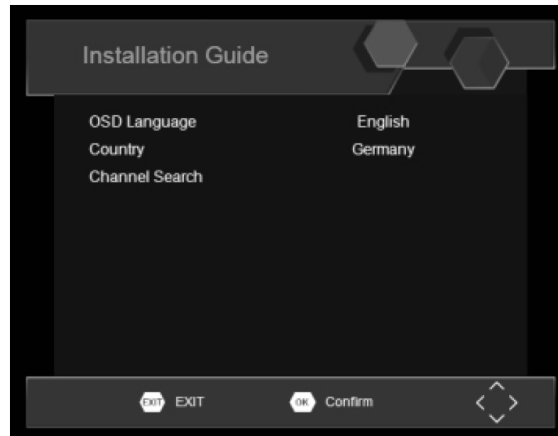 Installation Guide
OSD Language English
Country Germany
Channel Search
EXIT EXIT OK Confirm